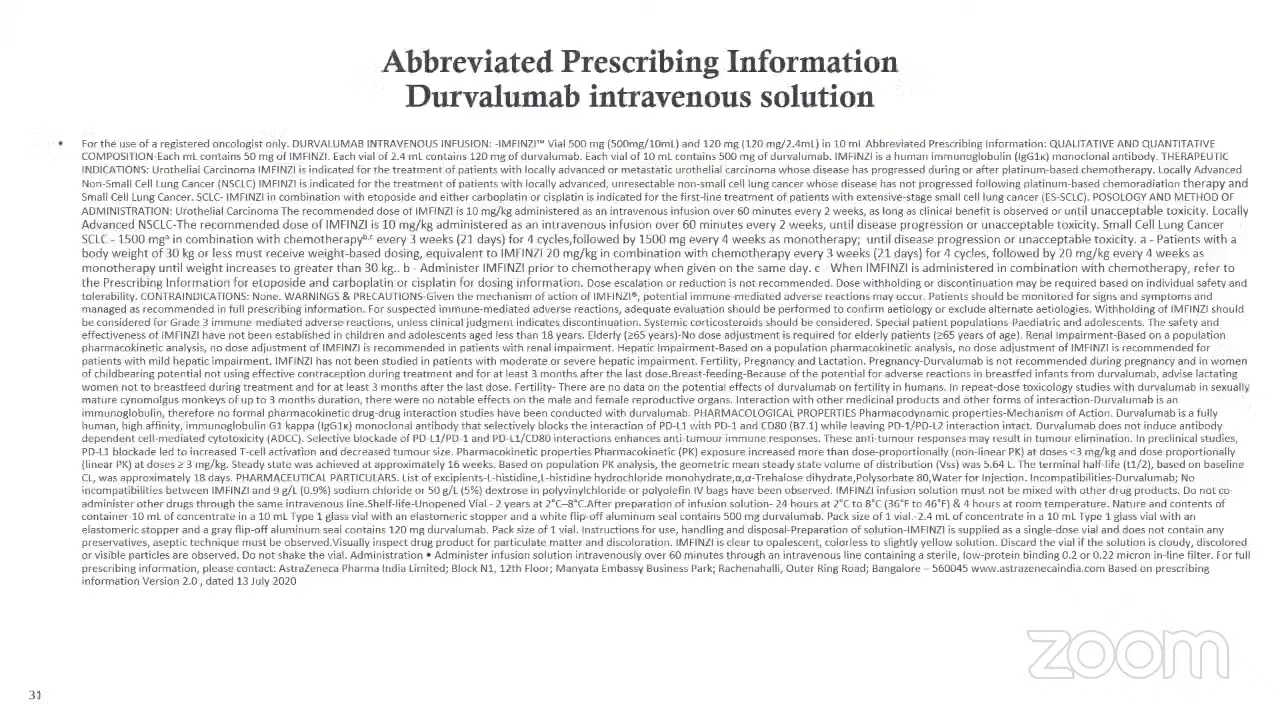 Abbreviated Prescribing Information
Durvalumab intravenous solution
• For the use of a registered oncologist only. DURVALUMAB INTRAVENOUS INFUSION: -IMFINZI™ Vial 500 mg (500mg/10mL) and 120 mg (120 mg/2.4mL) in 10 mL Abbreviated Prescribing Information: QUALITATIVE AND QUANTITATIVE
COMPOSITION-Each mL contains 50 mg of IMFINZI. Each vial of 2.4 mL contains 120 mg of durvalumab. Each vial of 10 mL contains 500 mg of durvalumab. IMFINZI is a human immunoglobulin (IgG1κ) monoclonal antibody. THERAPEUTIC
INDICATIONS: Urothelial Carcinoma IMFINZI is indicated for the treatment of patients with locally advanced or metastatic urothelial carcinoma whose disease has progressed during or after platinum-based chemotherapy. Locally Advanced
Non-Small Cell Lung Cancer (NSCLC) IMFINZI is indicated for the treatment of patients with locally advanced, unresectable non-small cell lung cancer whose disease has not progressed following platinum-based chemoradiation therapy and
Small Cell Lung Cancer. SCLC- IMFINZI in combination with etoposide and either carboplatin or cisplatin is indicated for the first-line treatment of patients with extensive-stage small cell lung cancer (ES-SCLC). POSOLOGY AND METHOD OF
ADMINISTRATION: Urothelial Carcinoma The recommended dose of IMFINZI is 10 mg/kg administered as an intravenous infusion over 60 minutes every 2 weeks, as long as clinical benefit is observed or until unacceptable toxicity. Locally
Advanced NSCLC-The recommended dose of IMFINZI is 10 mg/kg administered as an intravenous infusion over 60 minutes every 2 weeks, until disease progression or unacceptable toxicity. Small Cell Lung Cancer
SCLC - 1500 mgᵃ in combination with chemotherapyᵇ,ᶜ every 3 weeks (21 days) for 4 cycles,followed by 1500 mg every 4 weeks as monotherapy; until disease progression or unacceptable toxicity. a - Patients with a
body weight of 30 kg or less must receive weight-based dosing, equivalent to IMFINZI 20 mg/kg in combination with chemotherapy every 3 weeks (21 days) for 4 cycles, followed by 20 mg/kg every 4 weeks as
monotherapy until weight increases to greater than 30 kg.. b - Administer IMFINZI prior to chemotherapy when given on the same day. c - When IMFINZI is administered in combination with chemotherapy, refer to
the Prescribing Information for etoposide and carboplatin or cisplatin for dosing information. Dose escalation or reduction is not recommended. Dose withholding or discontinuation may be required based on individual safety and
tolerability. CONTRAINDICATIONS: None. WARNINGS & PRECAUTIONS-Given the mechanism of action of IMFINZI®, potential immune-mediated adverse reactions may occur. Patients should be monitored for signs and symptoms and
managed as recommended in full prescribing information. For suspected immune-mediated adverse reactions, adequate evaluation should be performed to confirm aetiology or exclude alternate aetiologies. Withholding of IMFINZI should
be considered for Grade 3 immune-mediated adverse reactions, unless clinical judgment indicates discontinuation. Systemic corticosteroids should be considered. Special patient populations-Paediatric and adolescents. The safety and
effectiveness of IMFINZI have not been established in children and adolescents aged less than 18 years. Elderly (≥65 years)-No dose adjustment is required for elderly patients (≥65 years of age). Renal Impairment-Based on a population
pharmacokinetic analysis, no dose adjustment of IMFINZI is recommended in patients with renal impairment. Hepatic Impairment-Based on a population pharmacokinetic analysis, no dose adjustment of IMFINZI is recommended for
patients with mild hepatic impairment. IMFINZI has not been studied in patients with moderate or severe hepatic impairment. Fertility, Pregnancy and Lactation. Pregnancy-Durvalumab is not recommended during pregnancy and in women
of childbearing potential not using effective contraception during treatment and for at least 3 months after the last dose.Breast-feeding-Because of the potential for adverse reactions in breastfed infants from durvalumab, advise lactating
women not to breastfeed during treatment and for at least 3 months after the last dose. Fertility- There are no data on the potential effects of durvalumab on fertility in humans. In repeat-dose toxicology studies with durvalumab in sexually
mature cynomolgus monkeys of up to 3 months duration, there were no notable effects on the male and female reproductive organs. Interaction with other medicinal products and other forms of interaction-Durvalumab is an
immunoglobulin, therefore no formal pharmacokinetic drug-drug interaction studies have been conducted with durvalumab. PHARMACOLOGICAL PROPERTIES Pharmacodynamic properties-Mechanism of Action. Durvalumab is a fully
human, high affinity, immunoglobulin G1 kappa (IgG1κ) monoclonal antibody that selectively blocks the interaction of PD-L1 with PD-1 and CD80 (B7.1) while leaving PD-1/PD-L2 interaction intact. Durvalumab does not induce antibody
dependent cell-mediated cytotoxicity (ADCC). Selective blockade of PD-L1/PD-1 and PD-L1/CD80 interactions enhances anti-tumour immune responses. These anti-tumour responses may result in tumour elimination. In preclinical studies,
PD-L1 blockade led to increased T-cell activation and decreased tumour size. Pharmacokinetic properties Pharmacokinetic (PK) exposure increased more than dose-proportionally (non-linear PK) at doses <3 mg/kg and dose proportionally
(linear PK) at doses ≥ 3 mg/kg. Steady state was achieved at approximately 16 weeks. Based on population PK analysis, the geometric mean steady state volume of distribution (Vss) was 5.64 L. The terminal half-life (t1/2), based on baseline
CL, was approximately 18 days. PHARMACEUTICAL PARTICULARS. List of excipients-L-histidine,L-histidine hydrochloride monohydrate,α,α-Trehalose dihydrate,Polysorbate 80,Water for Injection. Incompatibilities-Durvalumab; No
incompatibilities between IMFINZI and 9 g/L (0.9%) sodium chloride or 50 g/L (5%) dextrose in polyvinylchloride or polyolefin IV bags have been observed. IMFINZI infusion solution must not be mixed with other drug products. Do not co-
administer other drugs through the same intravenous line.Shelf-life-Unopened Vial - 2 years at 2°C–8°C.After preparation of infusion solution- 24 hours at 2°C to 8°C (36°F to 46°F) & 4 hours at room temperature. Nature and contents of
container-10 mL of concentrate in a 10 mL Type 1 glass vial with an elastomeric stopper and a white flip-off aluminum seal contains 500 mg durvalumab. Pack size of 1 vial.-2.4 mL of concentrate in a 10 mL Type 1 glass vial with an
elastomeric stopper and a gray flip-off aluminum seal contains 120 mg durvalumab. Pack size of 1 vial. Instructions for use, handling and disposal-Preparation of solution-IMFINZI is supplied as a single-dose vial and does not contain any
preservatives, aseptic technique must be observed.Visually inspect drug product for particulate matter and discoloration. IMFINZI is clear to opalescent, colorless to slightly yellow solution. Discard the vial if the solution is cloudy, discolored
or visible particles are observed. Do not shake the vial. Administration • Administer infusion solution intravenously over 60 minutes through an intravenous line containing a sterile, low-protein binding 0.2 or 0.22 micron in-line filter. For full
prescribing information, please contact: AstraZeneca Pharma India Limited; Block N1, 12th Floor; Manyata Embassy Business Park; Rachenahalli, Outer Ring Road; Bangalore – 560045 www.astrazenecaindia.com Based on prescribing
information Version 2.0 , dated 13 July 2020
zoom
31